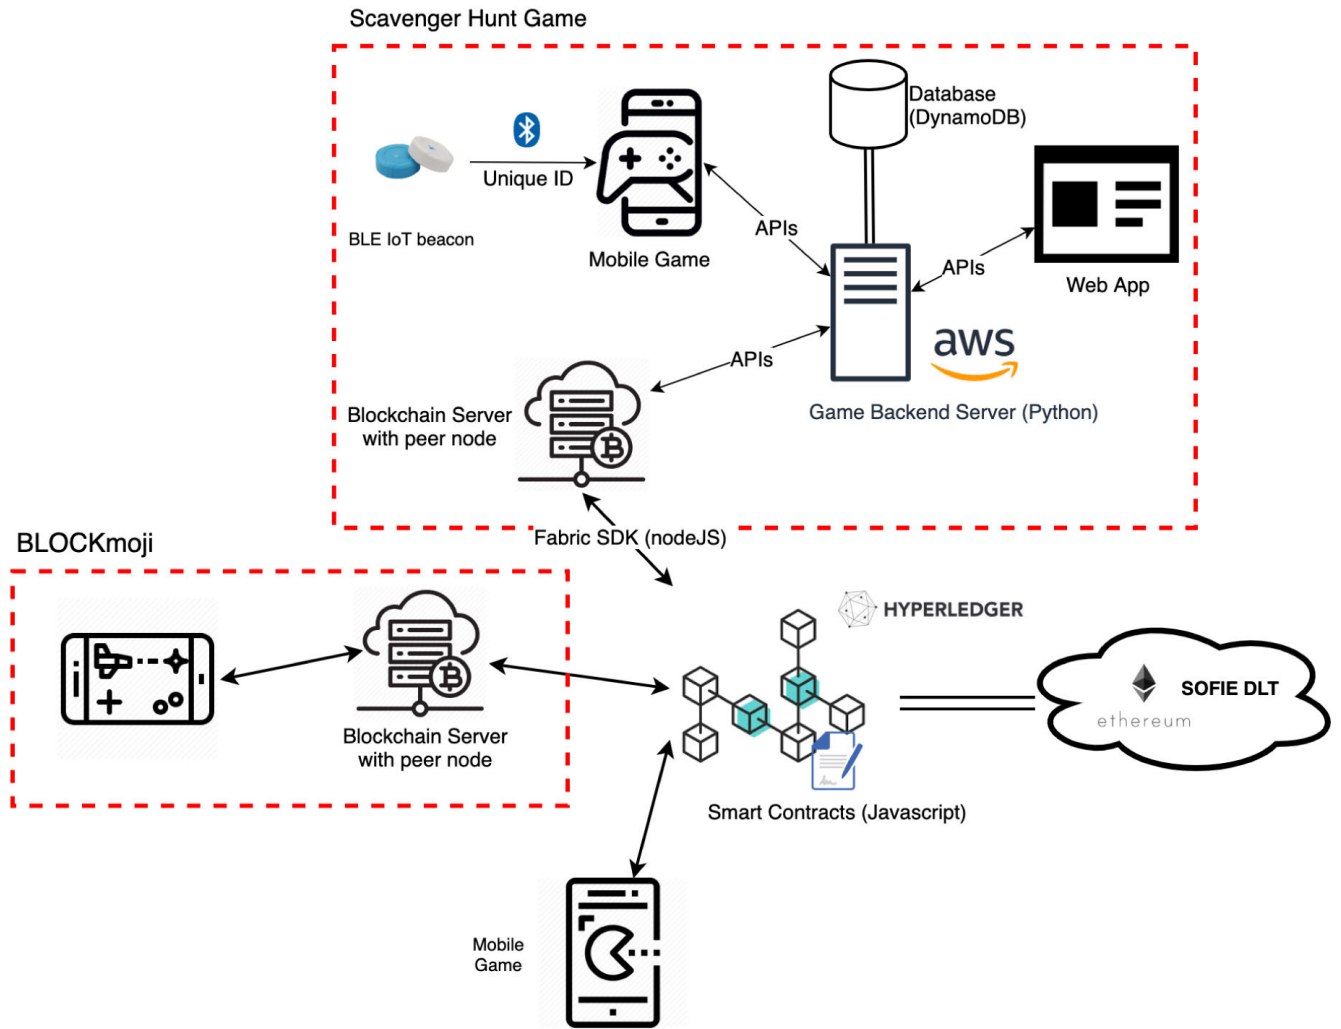 Scavenger Hunt Game
Database
(DynamoDB)
Unique ID
BLE IoT beacon
Mobile Game
APIs
APIs
Web App
aws
APIs
Game Backend Server (Python)
Blockchain Server
with peer node
Fabric SDK (nodeJS)
BLOCKmoji
HYPERLEDGER
SOFIE DLT
ethereum
Blockchain Server
with peer node
Smart Contracts (Javascript)
Mobile
Game